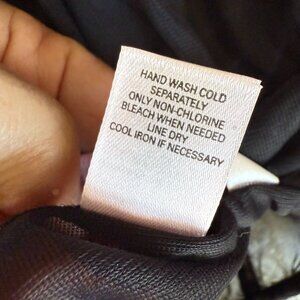 HAND WASH COLD
SEPARATELY
ONLY NON-CHLORINE
BLEACH WHEN NEEDED
LINE DRY
COOL IRON IF NECESSARY